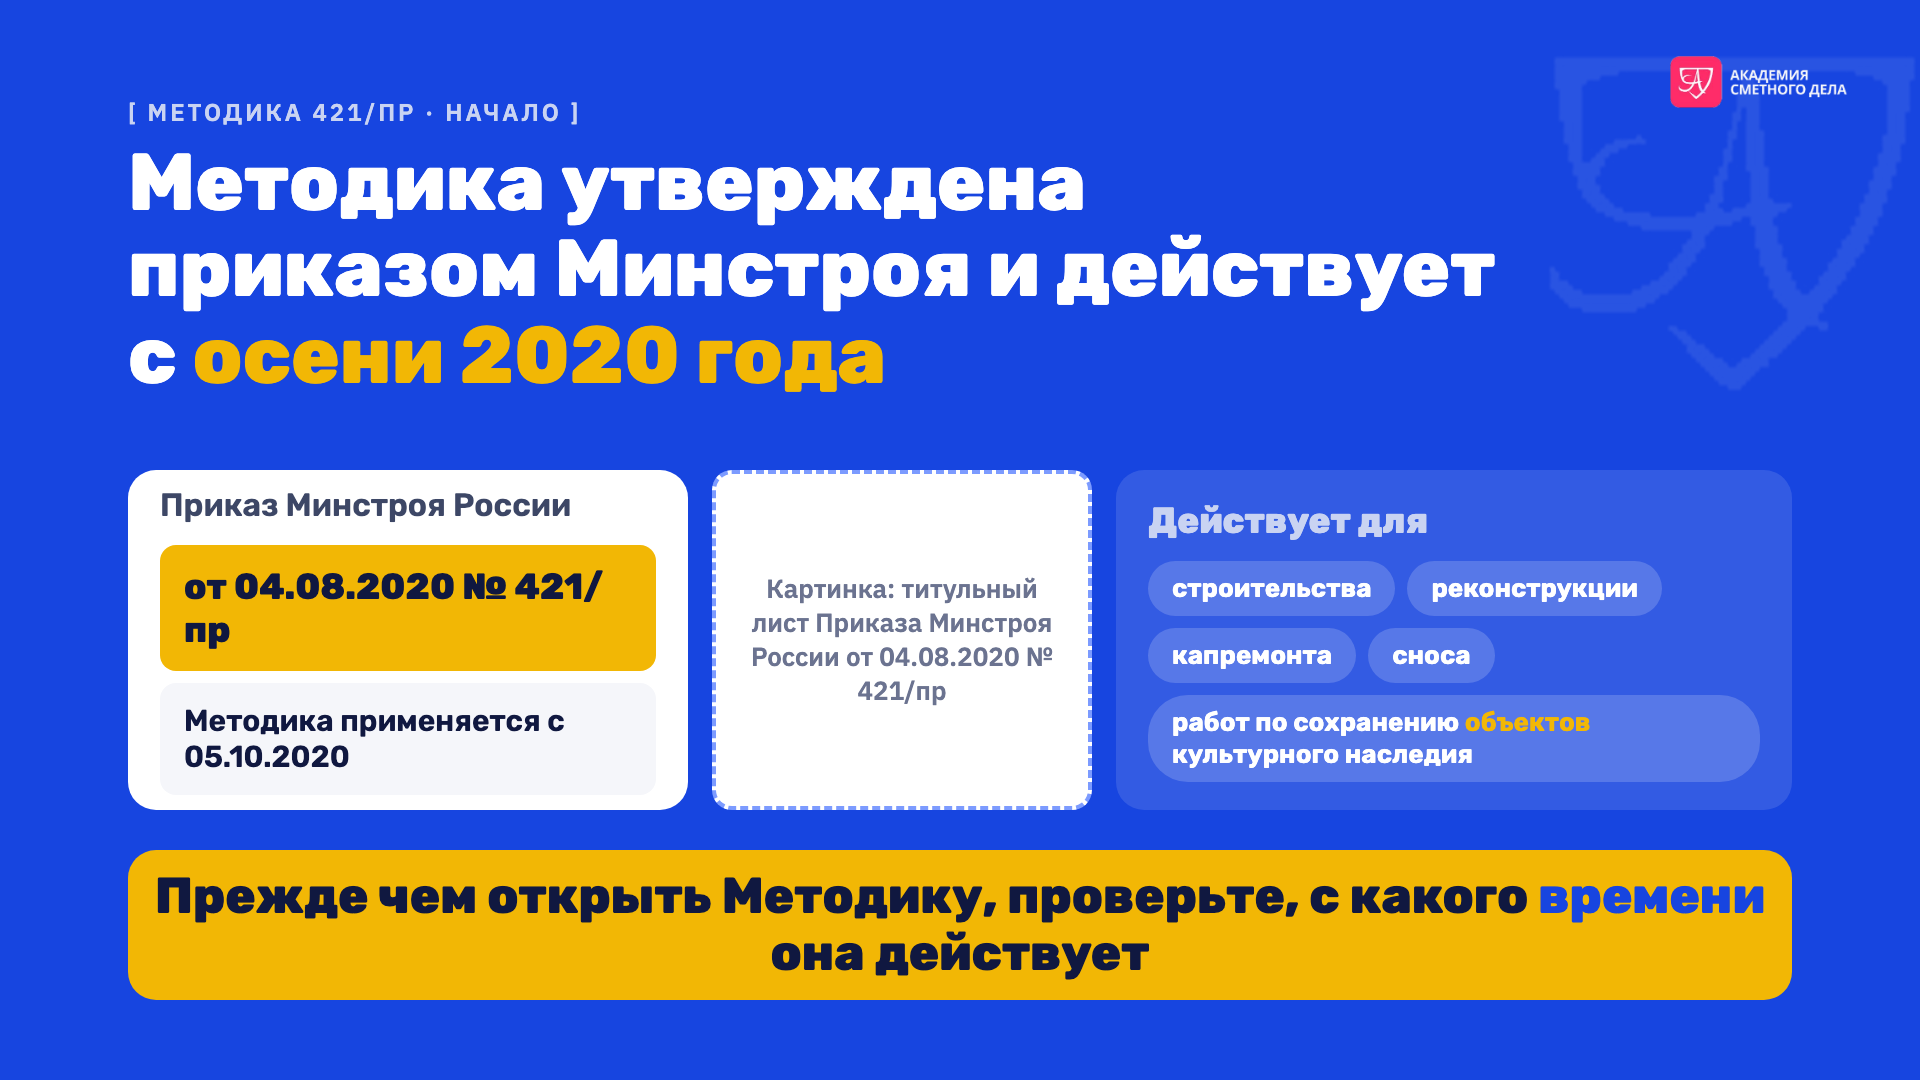 [ МЕТОДИКА 421/ПР · НАЧАЛО ]
АКАДЕМИЯ
СМЕТНОГО ДЕЛА
Методика утверждена
приказом Минстроя и действует
с осени 2020 года
Приказ Минстроя России
от 04.08.2020 № 421/
пр
Методика применяется с
05.10.2020
Картинка: титульный
лист Приказа Минстроя
России от 04.08.2020 №
421/пр
Действует для
строительства
реконструкции
капремонта
сноса
работ по сохранению объектов
культурного наследия
Прежде чем открыть Методику, проверьте, с какого времени
она действует